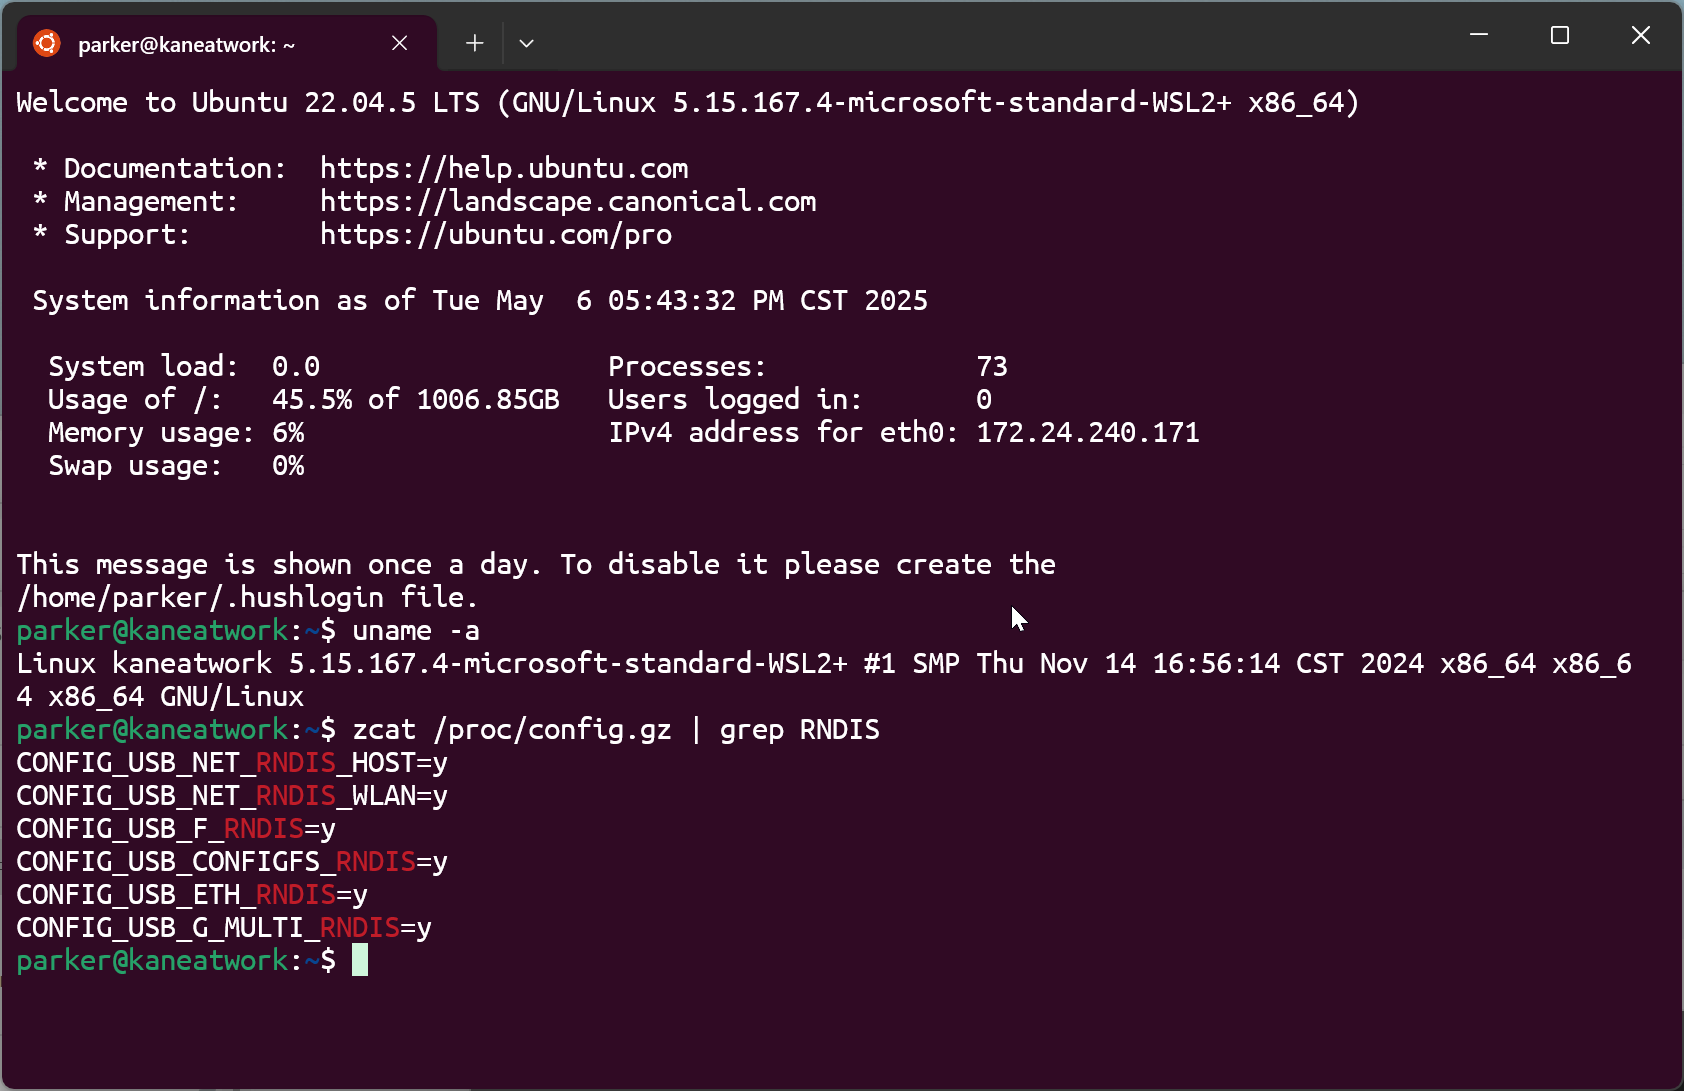 parker@kaneatwork: ~
Welcome to Ubuntu 22.04.5 LTS (GNU/Linux 5.15.167.4-microsoft-standard-WSL2+ x86_64)
* Documentation:  https://help.ubuntu.com
* Management:     https://landscape.canonical.com
* Support:        https://ubuntu.com/pro
System information as of Tue May  6 05:43:32 PM CST 2025
System load:  0.0                  Processes:             73
Usage of /:   45.5% of 1006.85GB   Users logged in:       0
Memory usage: 6%                   IPv4 address for eth0: 172.24.240.171
Swap usage:   0%
This message is shown once a day. To disable it please create the
/home/parker/.hushlogin file.
parker@kaneatwork:~$ uname -a
Linux kaneatwork 5.15.167.4-microsoft-standard-WSL2+ #1 SMP Thu Nov 14 16:56:14 CST 2024 x86_64 x86_6
4 x86_64 GNU/Linux
parker@kaneatwork:~$ zcat /proc/config.gz | grep RNDIS
CONFIG_USB_NET_RNDIS_HOST=y
CONFIG_USB_NET_RNDIS_WLAN=y
CONFIG_USB_F_RNDIS=y
CONFIG_USB_CONFIGFS_RNDIS=y
CONFIG_USB_ETH_RNDIS=y
CONFIG_USB_G_MULTI_RNDIS=y
parker@kaneatwork:~$